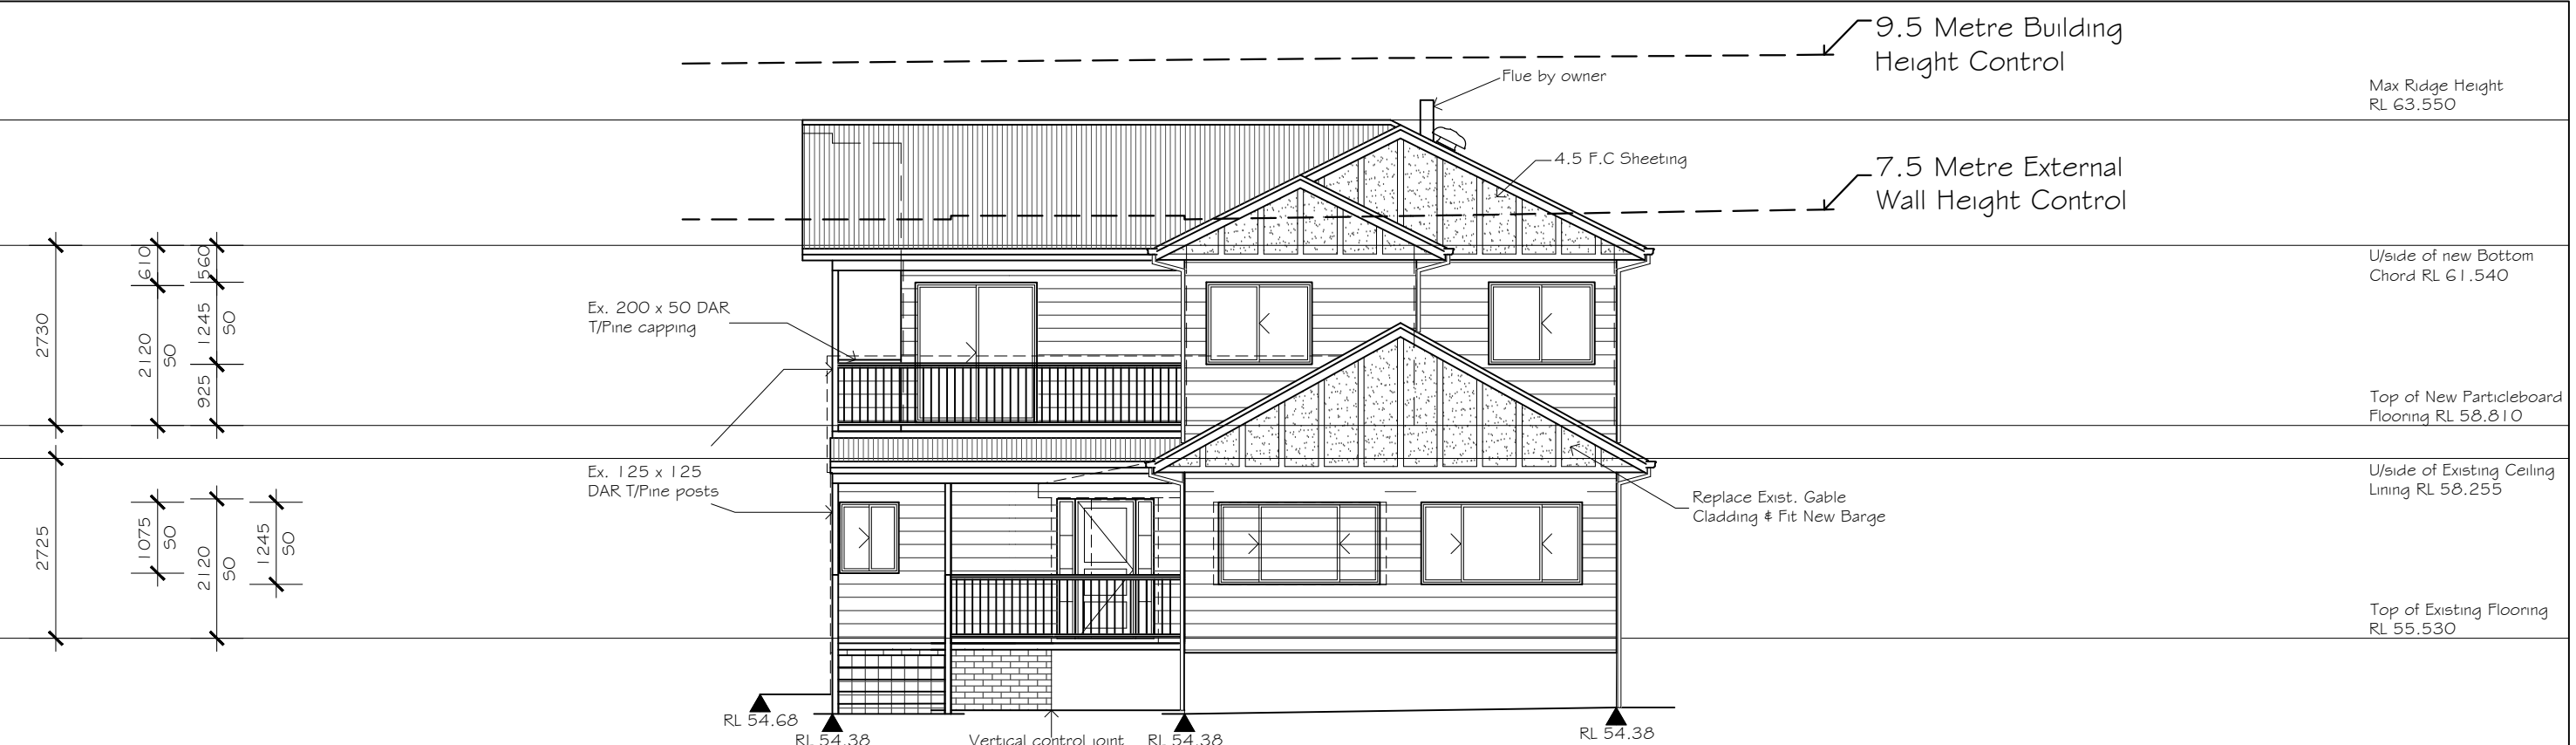 9.5 Metre Building
Height Control
Flue by owner
Max Ridge Height
RL 63.550
4.5 F.C Sheeting
7.5 Metre External
Wall Height Control
U/side of new Bottom
Chord RL 61.540
610
560
2730
2120
SO
1245
SO
925
Ex. 200 x 50 DAR
T/Pine capping
Top of New Particleboard
Flooring RL 58.810
Ex. 125 x 125
DAR T/Pine posts
U/side of Existing Ceiling
Lining RL 58.255
Replace Exist. Gable
Cladding & Fit New Barge
2725
1075
SO
2120
SO
1245
SO
Top of Existing Flooring
RL 55.530
RL 54.68
RL 54.38
Vertical control joint
RL 54.38
RL 54.38